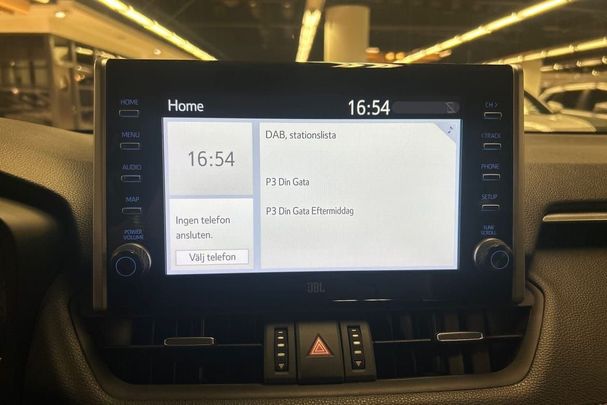 Home
16:54
HOME
MENU
AUDIO
MAP
POWER
VOLUME
16:54
Ingen telefon
ansluten.
Välj telefon
DAB, stationslista
P3 Din Gata
P3 Din Gata Eftermiddag
CH >
< TRACK
PHONE
SETUP
TUNE
SCROLL
JBL